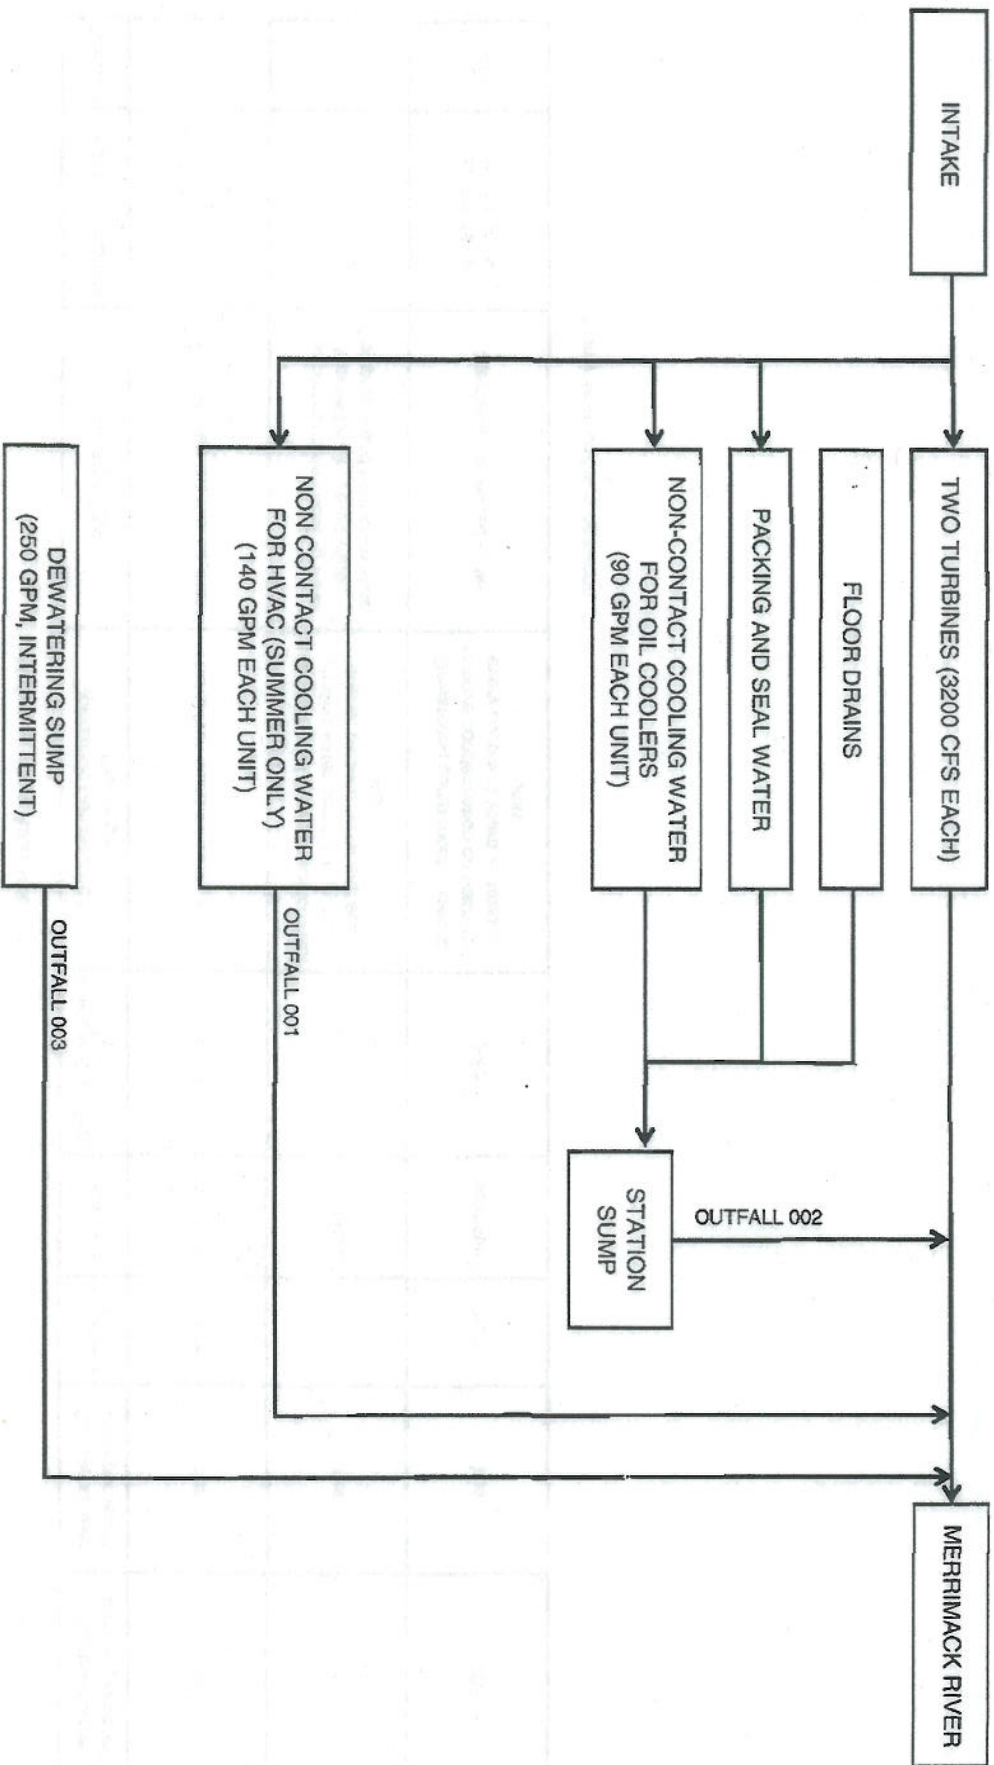 INTAKE
TWO TURBINES (3200 CFS EACH)
FLOOR DRAINS
PACKING AND SEAL WATER
NON-CONTACT COOLING WATER
FOR OIL COOLERS
(90 GPM EACH UNIT)
NON CONTACT COOLING WATER
FOR HVAC (SUMMER ONLY)
(140 GPM EACH UNIT)
DEWATERING SUMP
(250 GPM, INTERMITTENT)
STATION
SUMP
OUTFALL 002
OUTFALL 001
OUTFALL 003
MERRIMACK RIVER